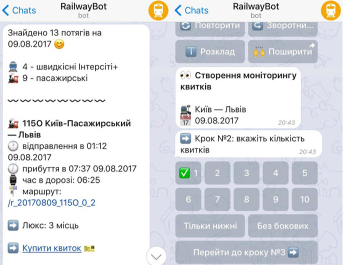 Chats
RailwayBot
bot
Знайдено 13 потягів на
09.08.2017
4 - швидкісні Інтерсіті+
9 - пасажирські
115О Київ-Пасажирський
— Львів
відправлення в 01:12
09.08.2017
прибуття в 07:37 09.08.2017
час в дорозі: 06:25
маршрут:
/r_20170809_115O_0_2
Люкс: 3 місць
Купити квиток
Chats
RailwayBot
bot
Повторити
Зворотни...
Розклад
Поширити
Створення моніторингу
квитків
Київ — Львів
09.08.2017
20:43
Крок №2: вкажіть кількість
квитків
20:43
1 2 3 4 5
6 7 8 9 10
Тільки нижні
Без бокових
Перейти до кроку №3